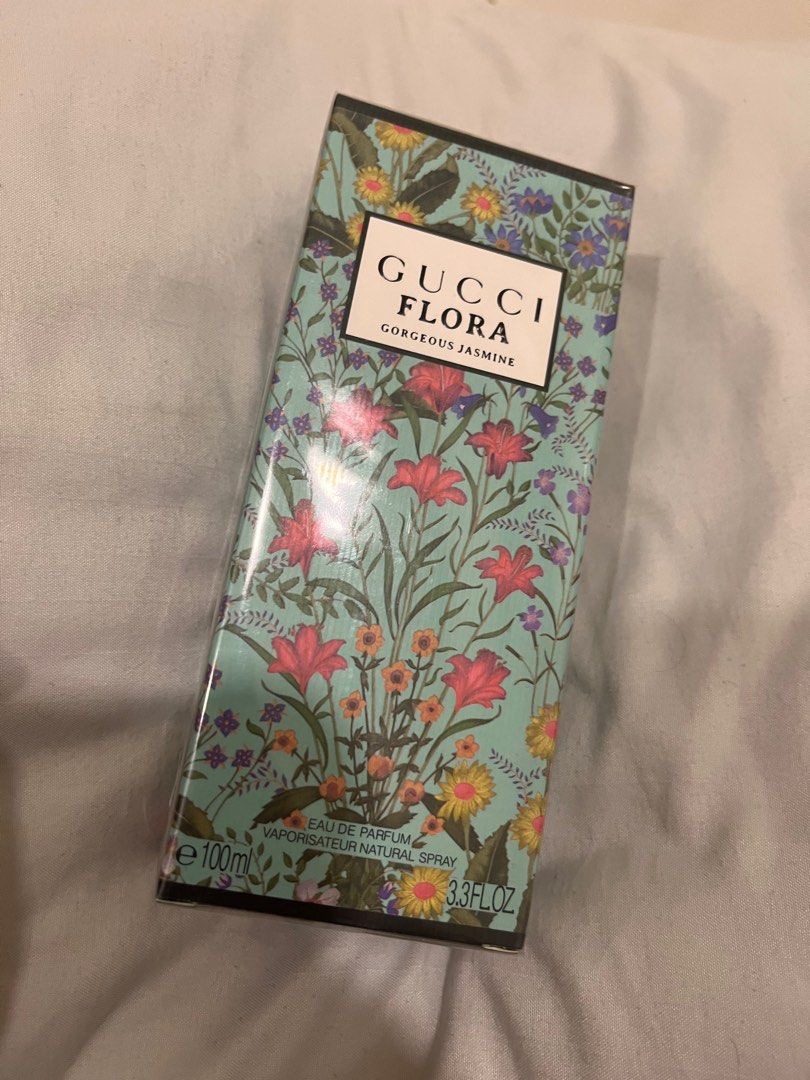 GUCCI
FLORA
GORGEOUS JASMINE
EAU DE PARFUM
VAPORISATEUR NATURAL SPRAY
℮ 100ml
3.3FL.OZ